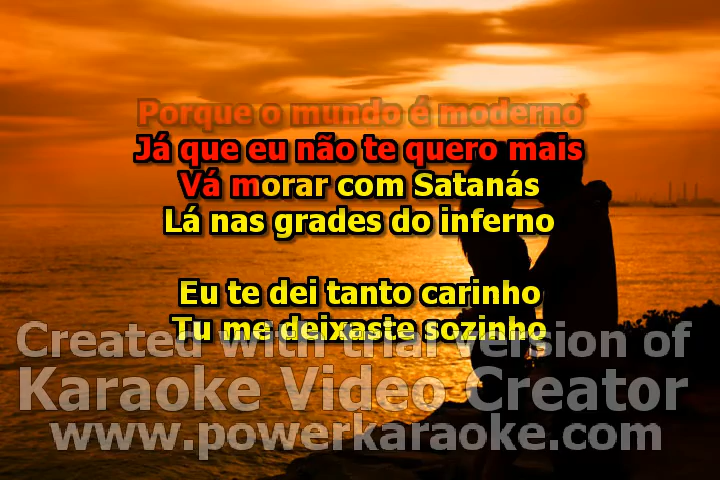 Porque o mundo é moderno
Já que eu não te quero mais
Vá morar com Satanás
Lá nas grades do inferno
Eu te dei tanto carinho
Tu me deixaste sozinho
Created with trial version of
Karaoke Video Creator
www.powerkaraoke.com